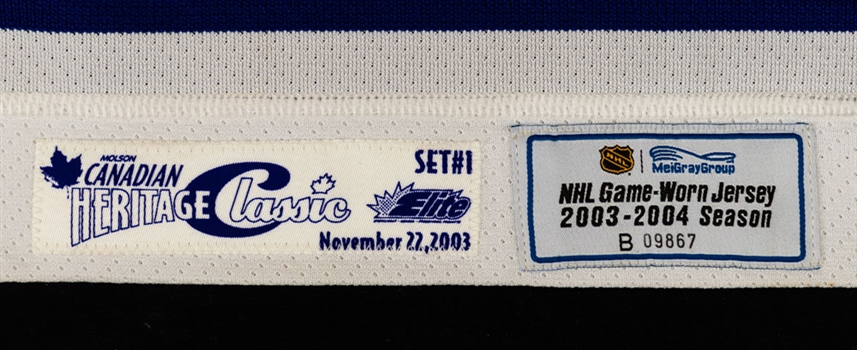 MOLSON
CANADIAN
HERITAGE Classic
SET#1
Elite
November 22,2003
NHL
MeiGrayGroup
NHL Game-Worn Jersey
2003-2004 Season
B 09867